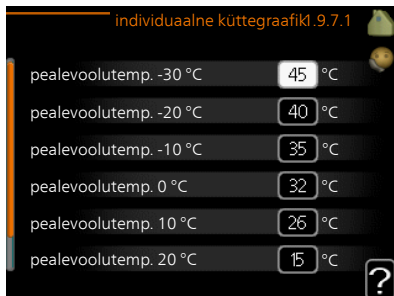 individuaalne küttegraafik1.9.7.1
pealevoolutemp. -30 °C 45 °C
pealevoolutemp. -20 °C 40 °C
pealevoolutemp. -10 °C 35 °C
pealevoolutemp. 0 °C 32 °C
pealevoolutemp. 10 °C 26 °C
pealevoolutemp. 20 °C 15 °C
?